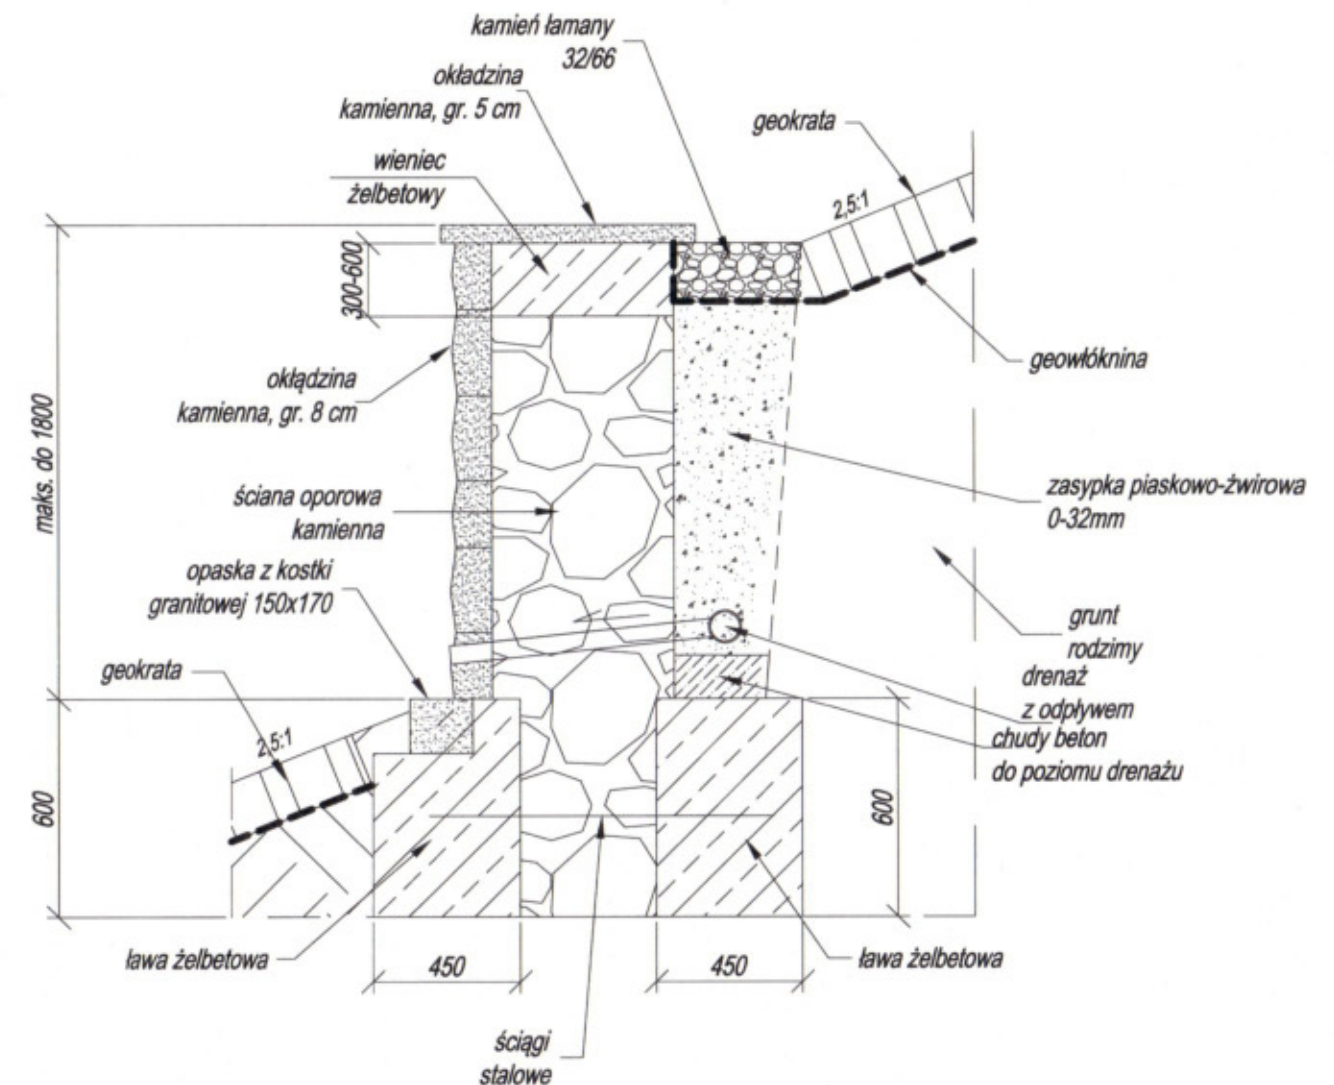 kamień łamany
32/66
okładzina
kamienna, gr. 5 cm
geokrata
wieniec
żelbetowy
2,5:1
300-600
geowłóknina
okłądzina
kamienna, gr. 8 cm
maks. do 1800
zasypka piaskowo-żwirowa
0-32mm
ściana oporowa
kamienna
opaska z kostki
granitowej 150x170
grunt
rodzimy
geokrata
drenaż
z odpływem
chudy beton
do poziomu drenażu
2,5:1
600
600
ława żelbetowa
450
450
ława żelbetowa
ściągi
stalowe